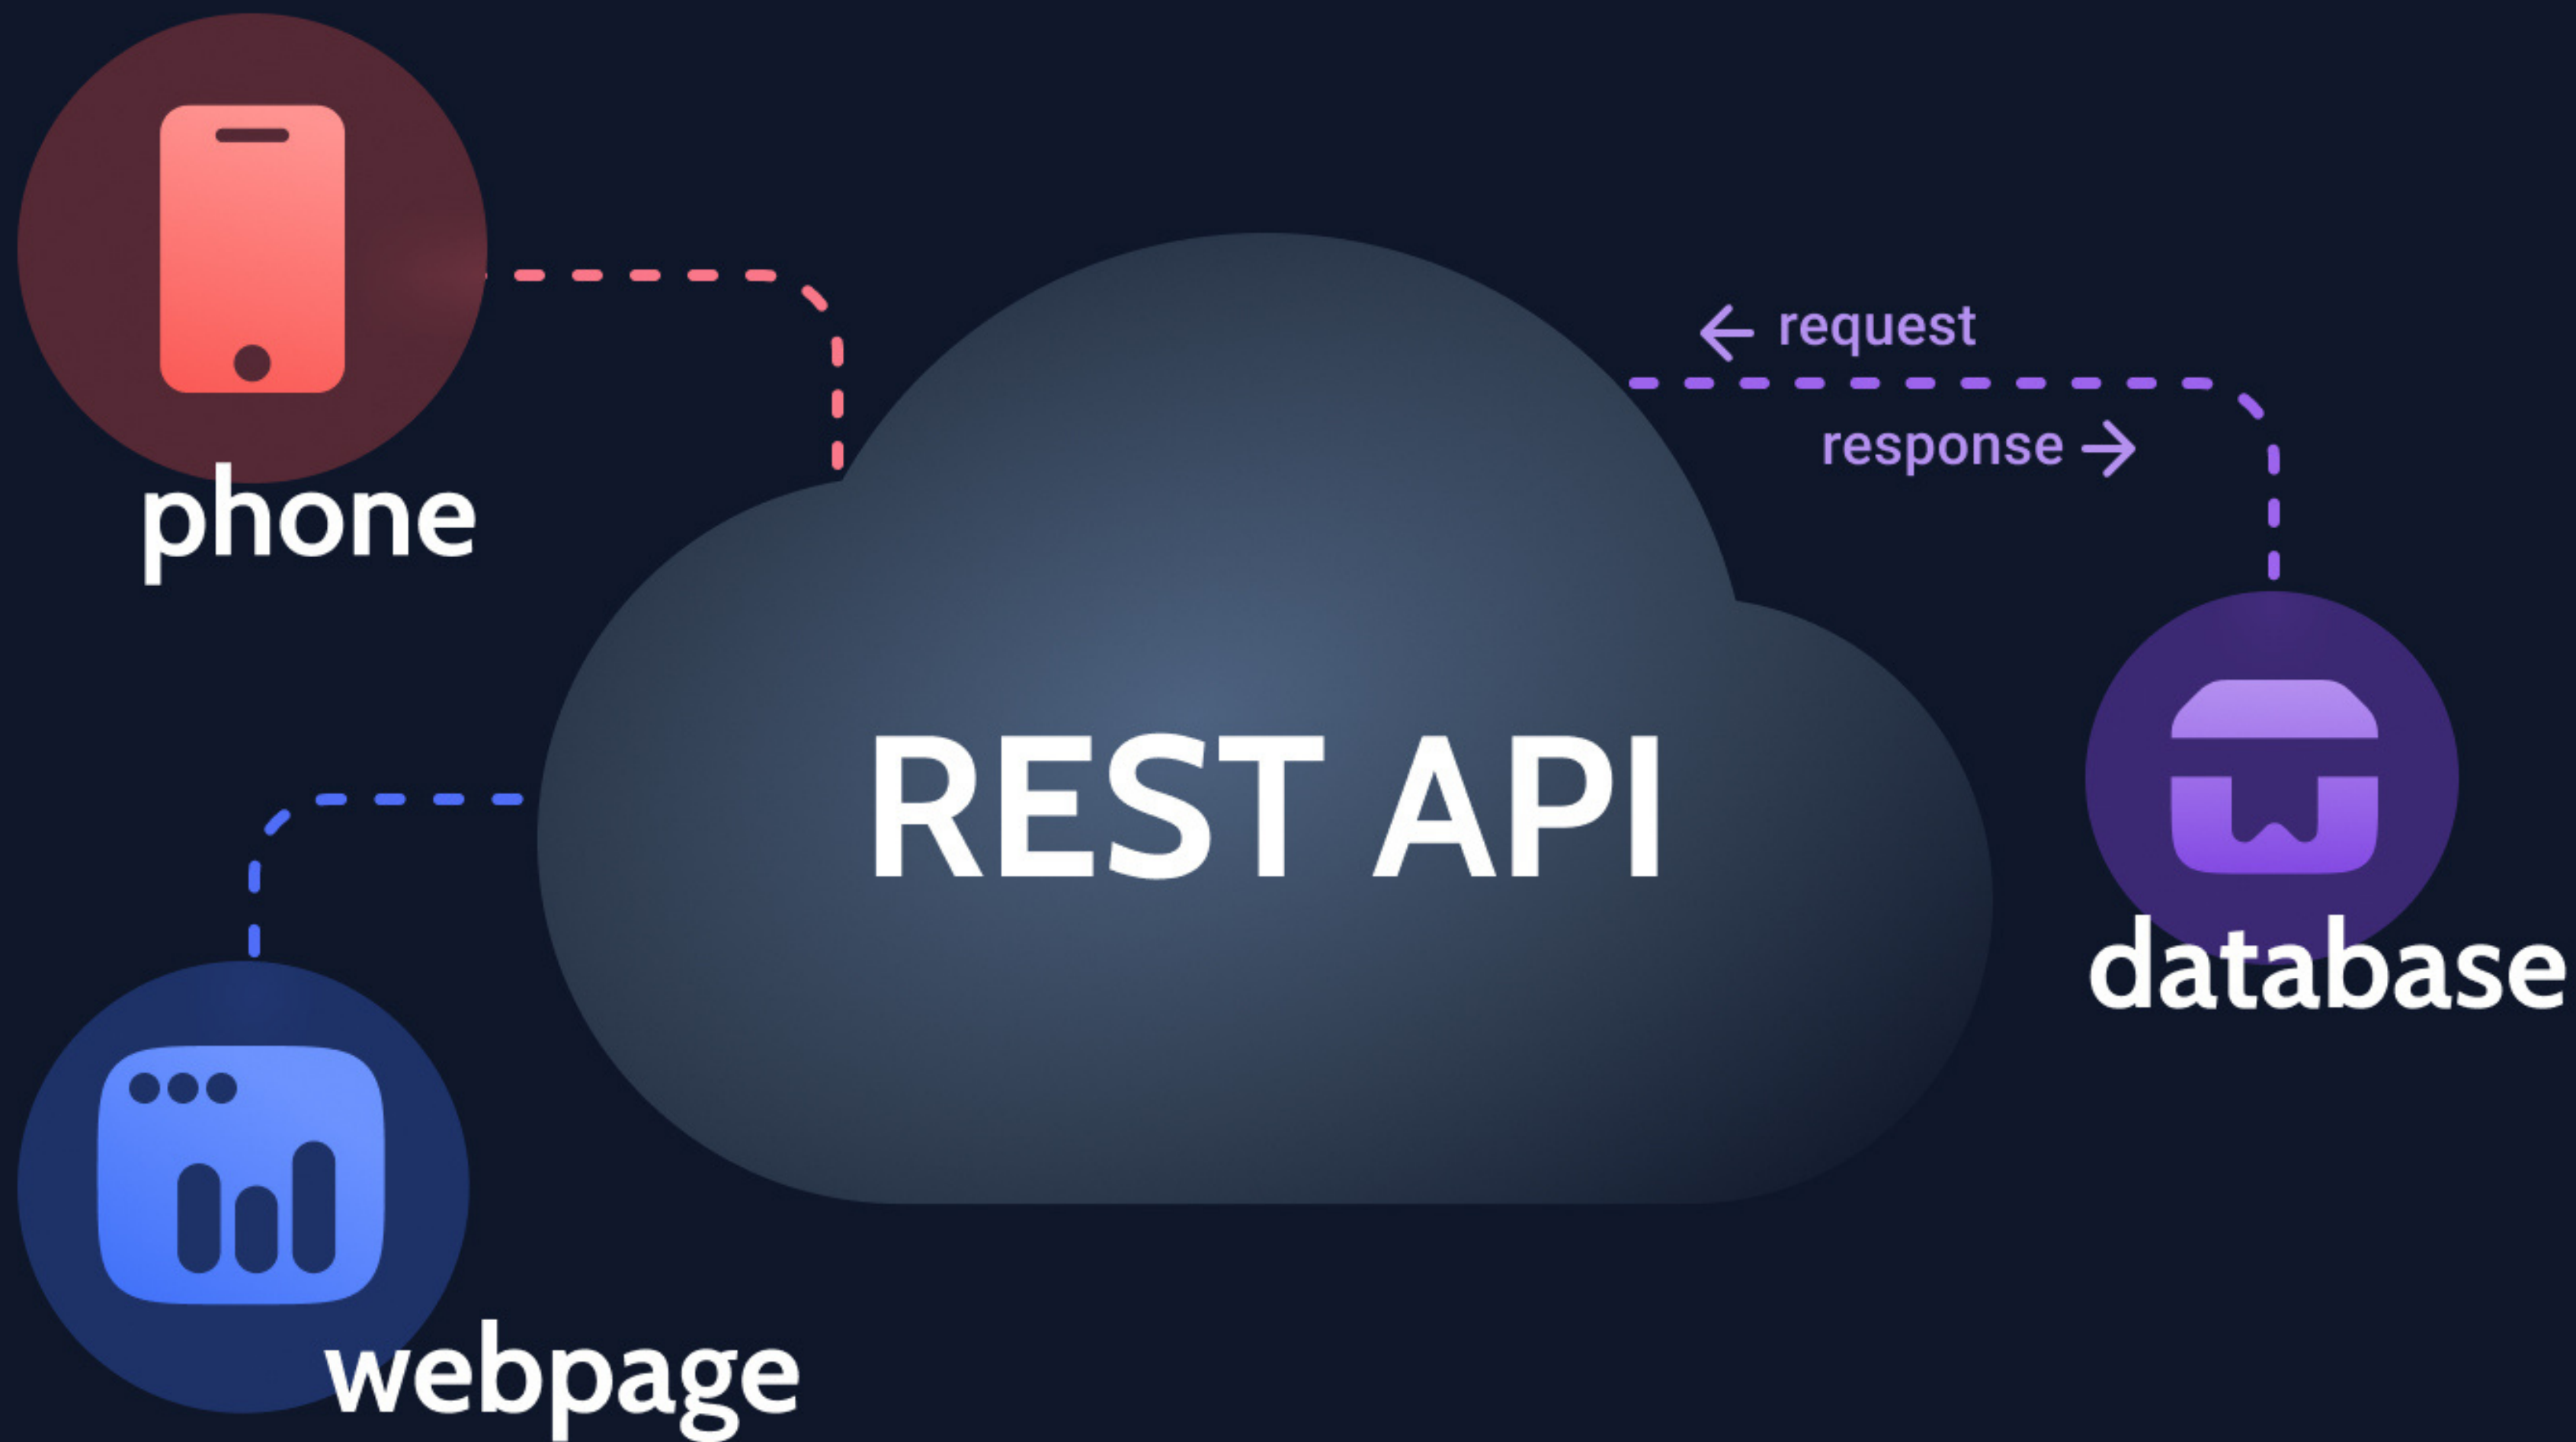 phone
← request
response →
REST API
database
webpage